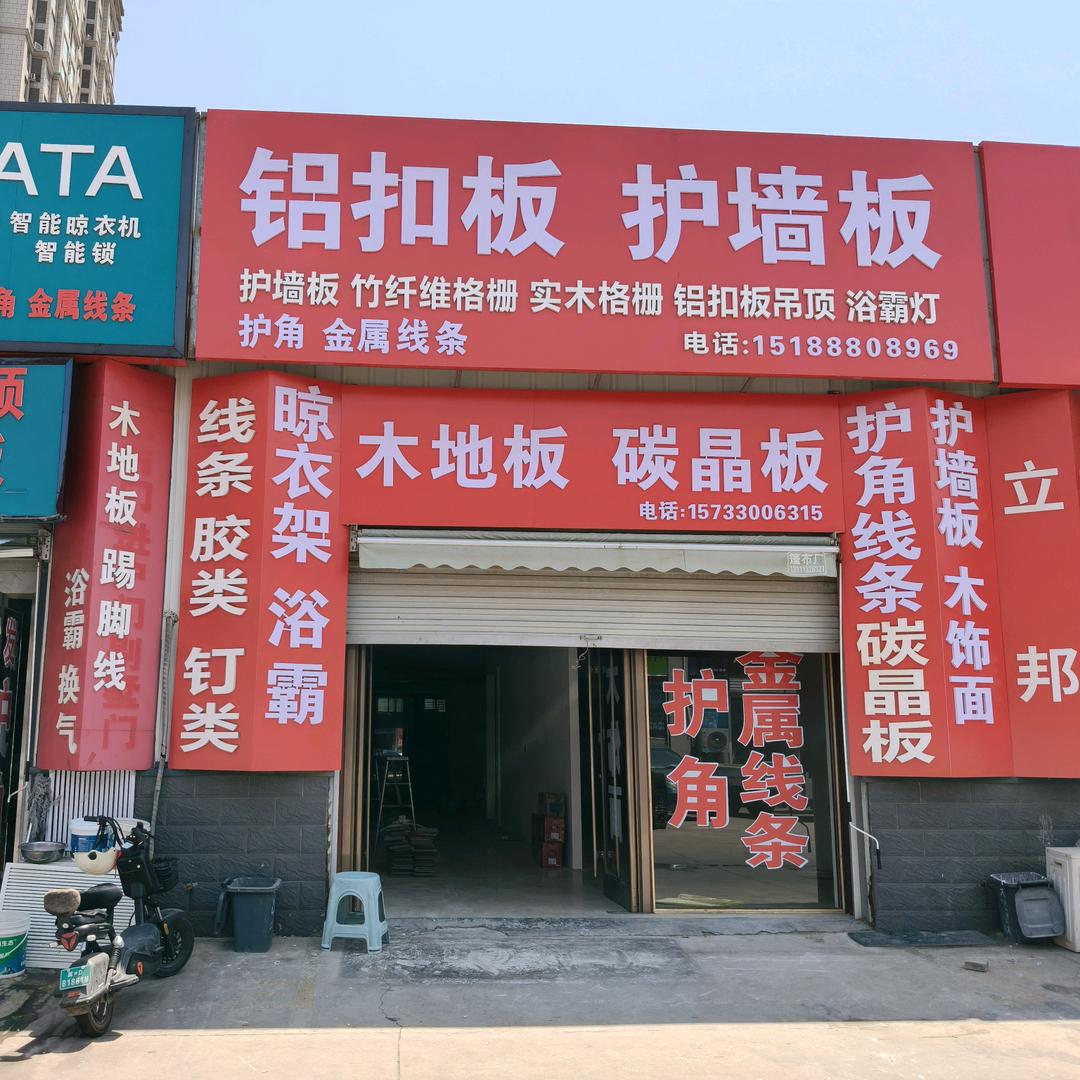 ATA
智能晾衣机
智能锁
角 金属线条
铝扣板 护墙板
护墙板 竹纤维格栅 实木格栅 铝扣板吊顶 浴霸灯
护角 金属线条
电话:15188808969
顶
木地板 踢脚线
浴霸 换气
线条 胶类 钉类
晾衣架 浴霸
木地板 碳晶板
电话:15733006315
篷布厂
护角线条碳晶板
护墙板 木饰面
立邦
护角
金属线条